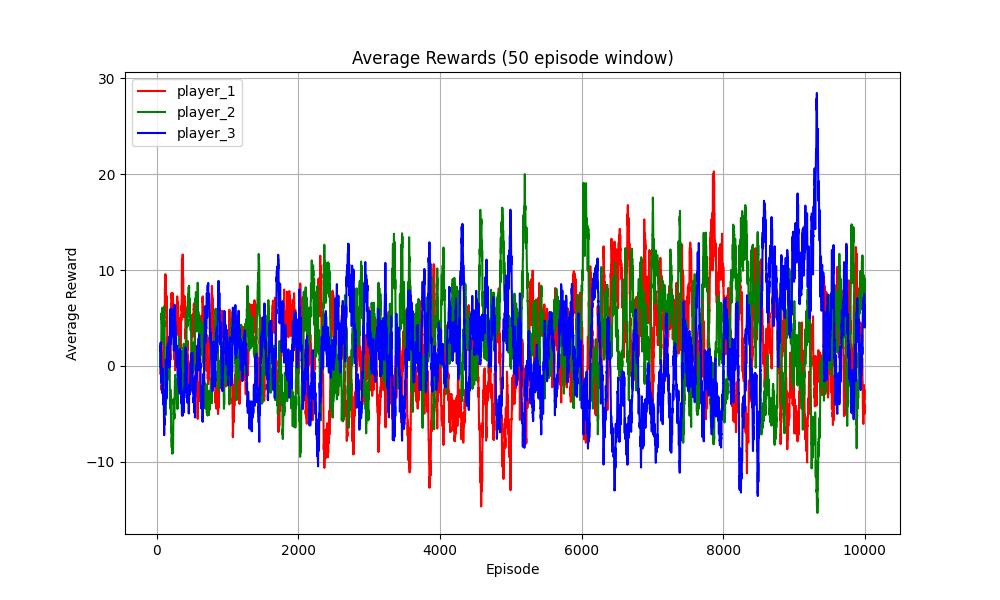 Average Rewards (50 episode window)
30
20
10
0
−10
Average Reward
player_1
player_2
player_3
0
2000
4000
6000
8000
10000
Episode